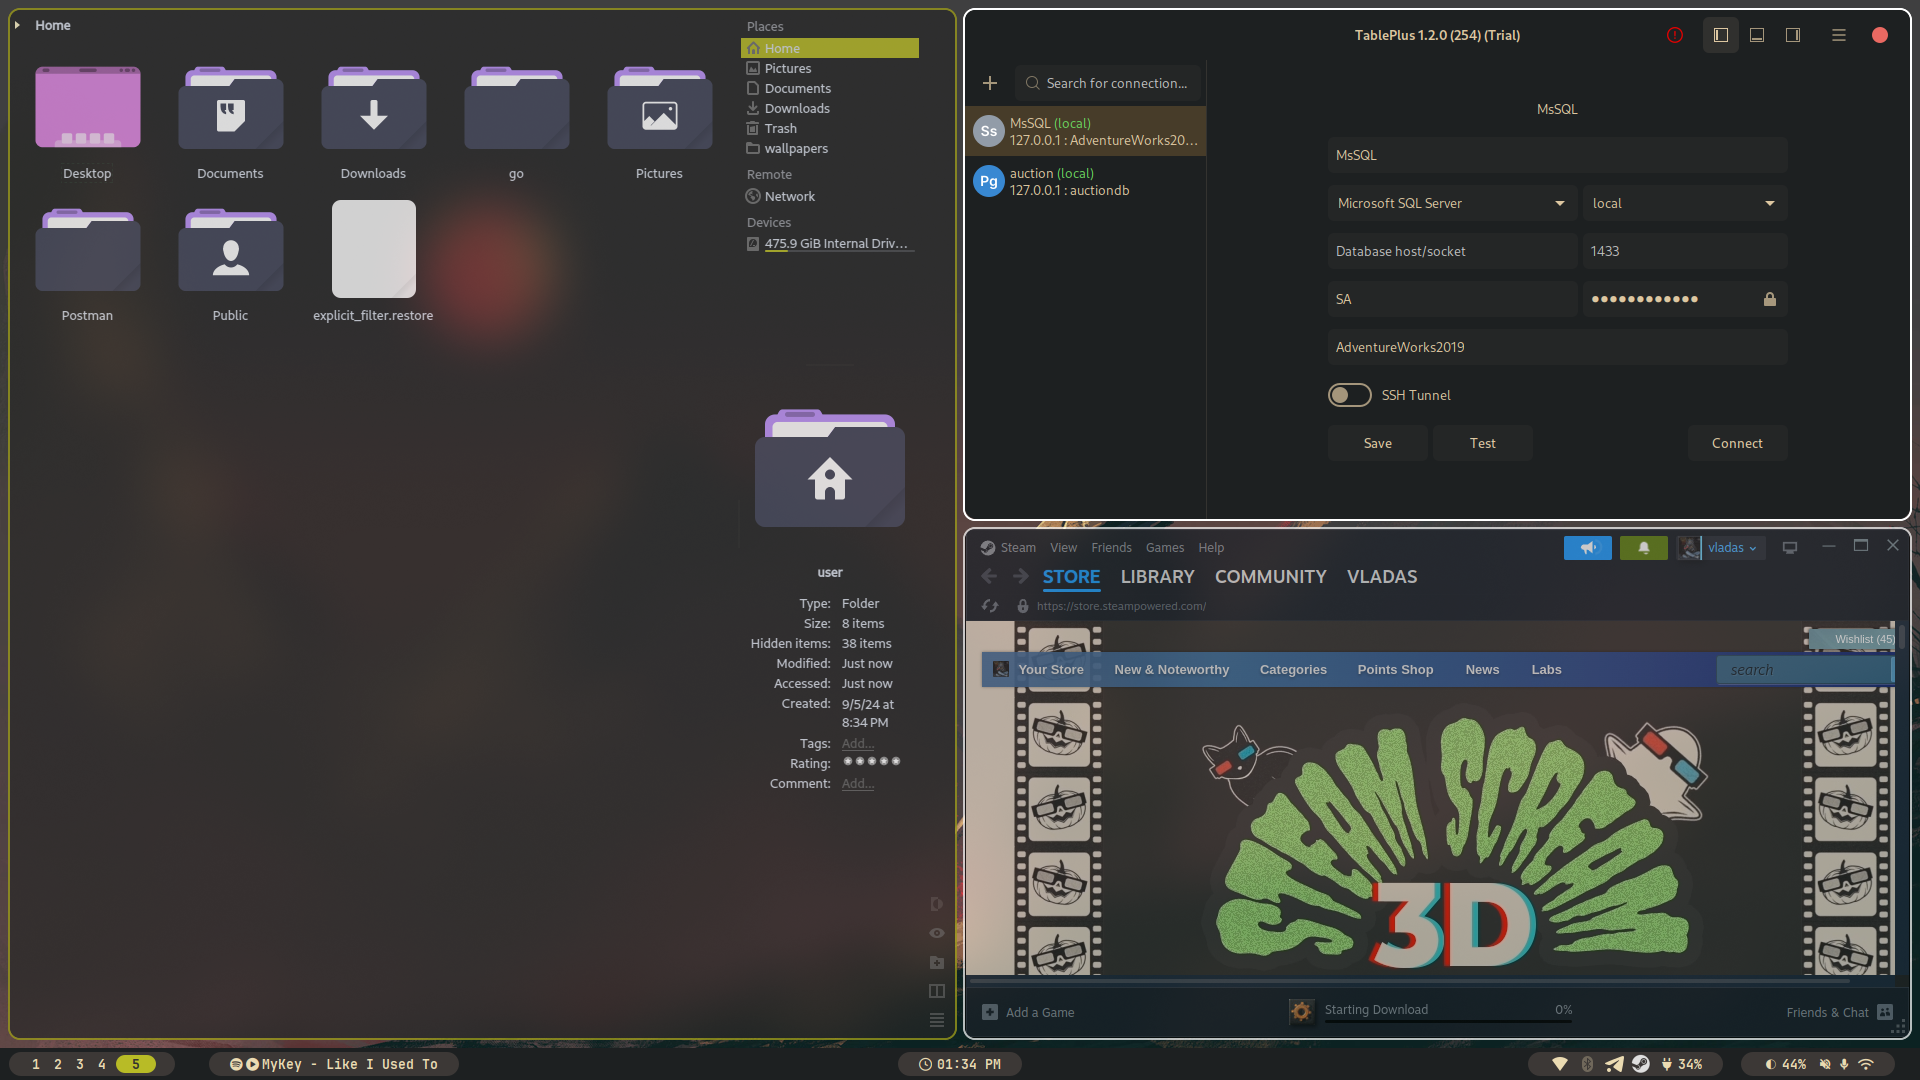 Home
Desktop
Documents
Downloads
go
Pictures
Postman
Public
explicit_filter.restore
Places
Home
Pictures
Documents
Downloads
Trash
wallpapers
Remote
Network
Devices
475.9 GiB Internal Driv...
user
Type: Folder
Size: 8 items
Hidden items: 38 items
Modified: Just now
Accessed: Just now
Created: 9/5/24 at
8:34 PM
Tags: Add...
Rating:
Comment: Add...
TablePlus 1.2.0 (254) (Trial)
Search for connection...
Ss
MsSQL (local)
127.0.0.1 : AdventureWorks20...
Pg
auction (local)
127.0.0.1 : auctiondb
MsSQL
MsSQL
Microsoft SQL Server
local
Database host/socket
1433
SA
AdventureWorks2019
SSH Tunnel
Save
Test
Connect
Steam View Friends Games Help
vladas
STORE LIBRARY COMMUNITY VLADAS
https://store.steampowered.com/
Wishlist (45)
Your Store New & Noteworthy Categories Points Shop News Labs
search
STEAM SCREAM
3D
Add a Game
Starting Download 0%
Friends & Chat
1 2 3 4 5
MyKey - Like I Used To
01:34 PM
34%
44%